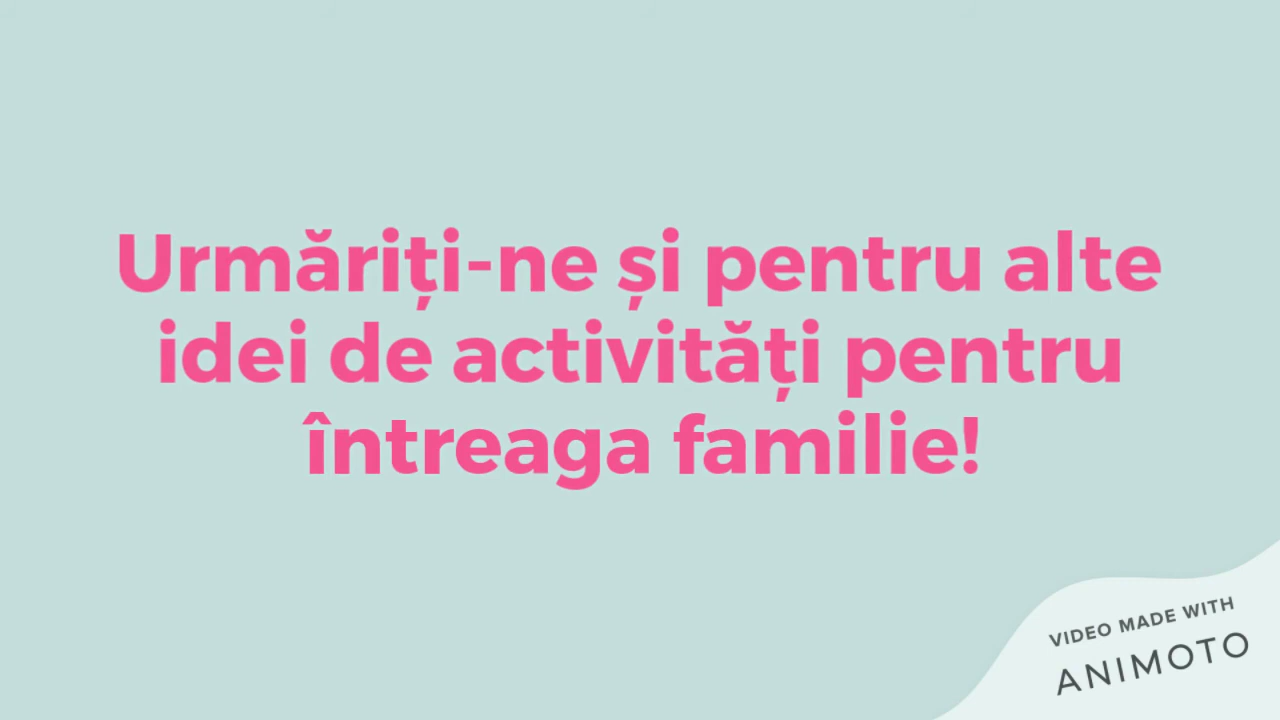 Urmăriți-ne și pentru alte
idei de activități pentru
întreaga familie!
VIDEO MADE WITH
ANIMOTO